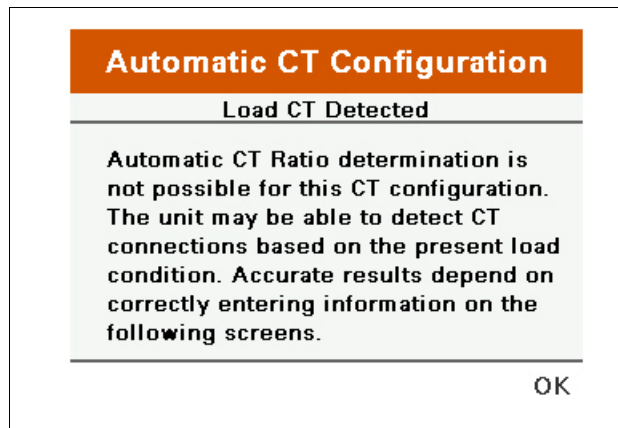 Automatic CT Configuration
Load CT Detected
Automatic CT Ratio determination is
not possible for this CT configuration.
The unit may be able to detect CT
connections based on the present load
condition. Accurate results depend on
correctly entering information on the
following screens.
OK